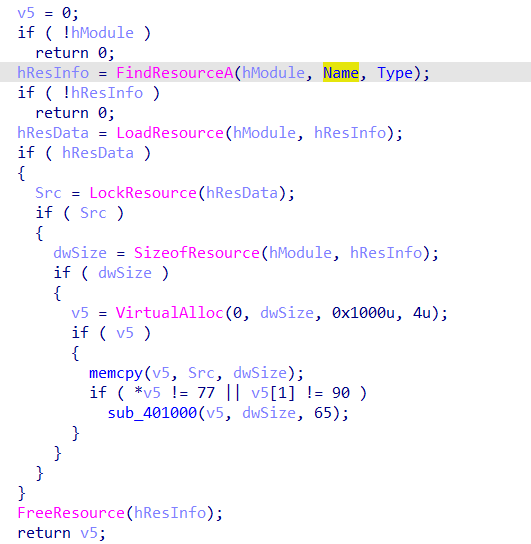 v5 = 0;
if ( !hModule )
  return 0;
hResInfo = FindResourceA(hModule, Name, Type);
if ( !hResInfo )
  return 0;
hResData = LoadResource(hModule, hResInfo);
if ( hResData )
{
  Src = LockResource(hResData);
  if ( Src )
  {
    dwSize = SizeofResource(hModule, hResInfo);
    if ( dwSize )
    {
      v5 = VirtualAlloc(0, dwSize, 0x1000u, 4u);
      if ( v5 )
      {
        memcpy(v5, Src, dwSize);
        if ( *v5 != 77 || v5[1] != 90 )
          sub_401000(v5, dwSize, 65);
      }
    }
  }
}
FreeResource(hResInfo);
return v5;